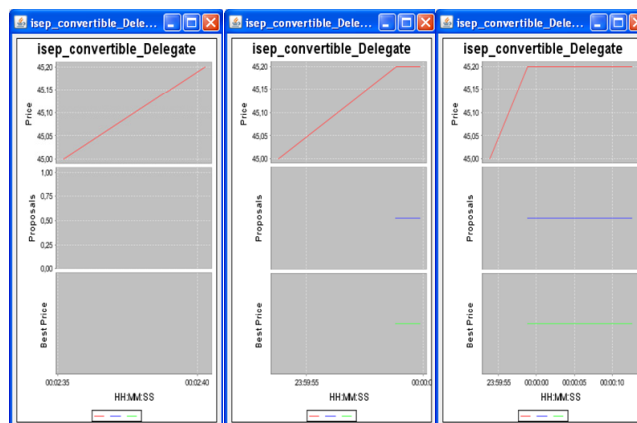 isep_convertible_Dele...
isep_convertible_Delegate
45,20
45,15
45,10
45,05
45,00
Price
1,00
0,75
0,50
0,25
0,00
Proposals
Best Price
00:02:35
00:02:40
HH:MM:SS
isep_convertible_Dele...
isep_convertible_Delegate
45,20
45,15
45,10
45,05
45,00
Price
Proposals
Best Price
23:59:55
HH:MM:SS
isep_convertible_Dele...
isep_convertible_Delegate
45,20
45,15
45,10
45,05
45,00
Price
Proposals
Best Price
23:59:55
00:00:00
00:00:05
00:00:10
HH:MM:SS